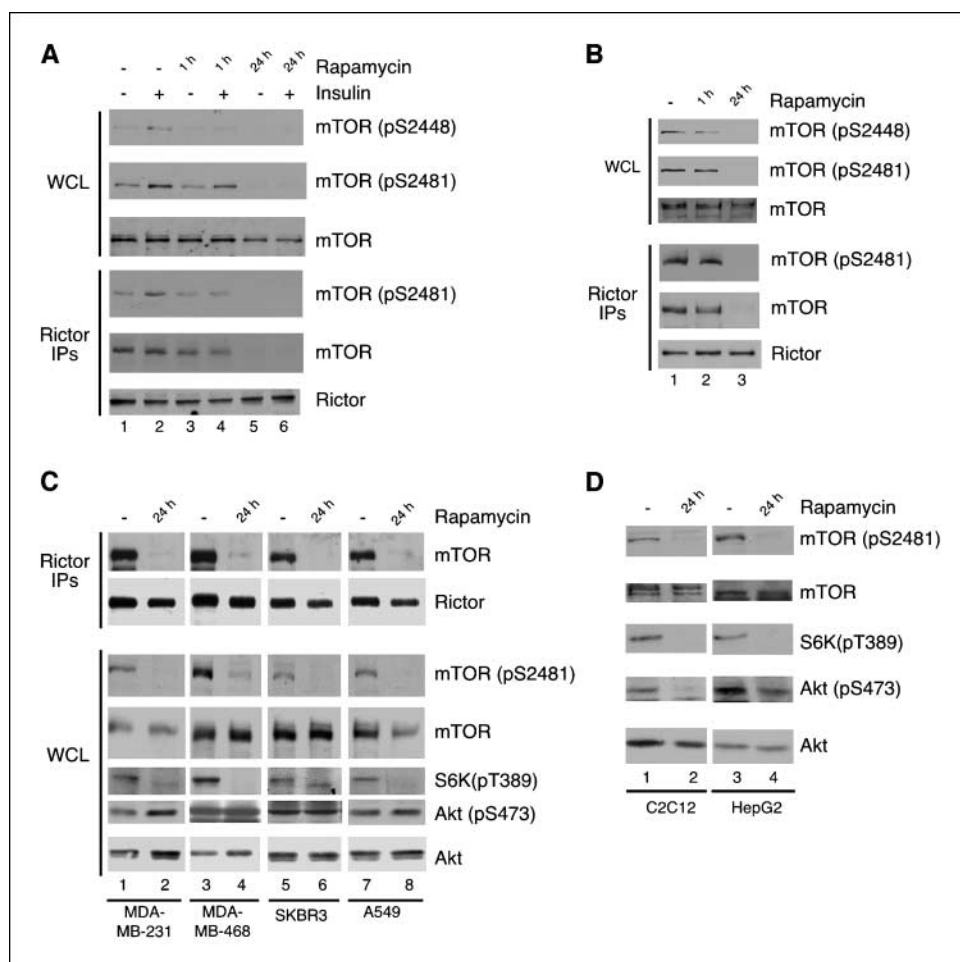 A
- - 1 h 1 h 24 h 24 h Rapamycin
- + - + - + Insulin
mTOR (pS2448)
WCL
mTOR (pS2481)
mTOR
mTOR (pS2481)
Rictor
IPs
mTOR
Rictor
1 2 3 4 5 6
B
- 1 h 24 h Rapamycin
mTOR (pS2448)
WCL
mTOR (pS2481)
mTOR
mTOR (pS2481)
Rictor
IPs
mTOR
Rictor
1 2 3
C
- 24 h - 24 h - 24 h - 24 h Rapamycin
Rictor
IPs
mTOR
Rictor
mTOR (pS2481)
WCL
mTOR
S6K(pT389)
Akt (pS473)
Akt
1 2 3 4 5 6 7 8
MDA-
MB-231
MDA-
MB-468
SKBR3
A549
D
- 24 h - 24 h Rapamycin
mTOR (pS2481)
mTOR
S6K(pT389)
Akt (pS473)
Akt
1 2 3 4
C2C12 HepG2